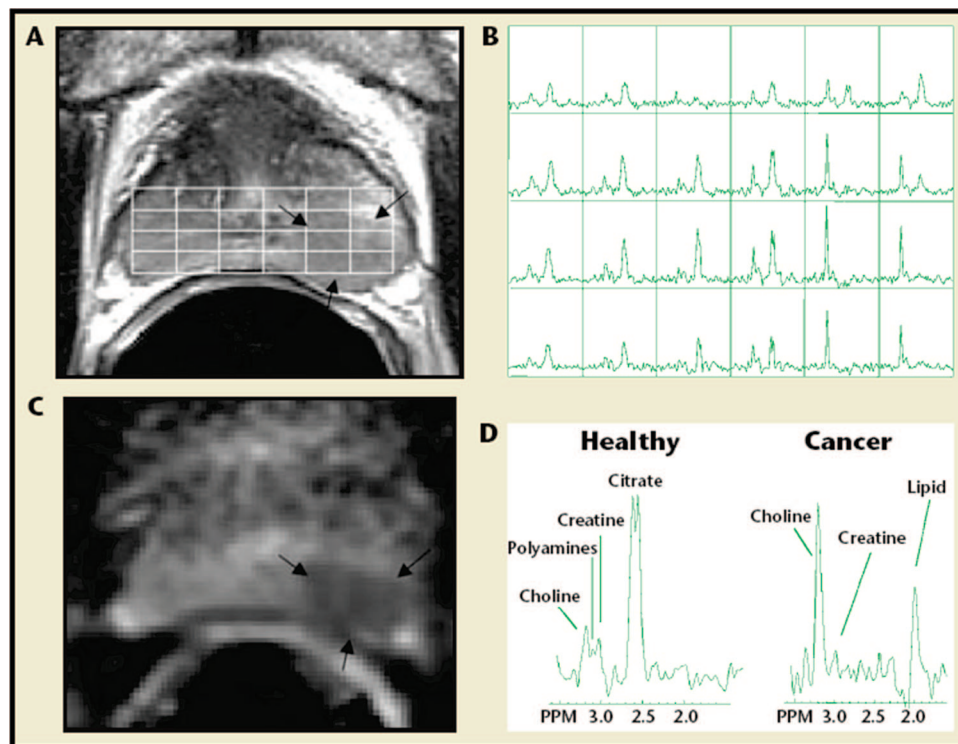 A
B
C
D
Healthy
Cancer
Citrate
Creatine
Polyamines
Choline
PPM 3.0 2.5 2.0
Lipid
Choline
Creatine
PPM 3.0 2.5 2.0